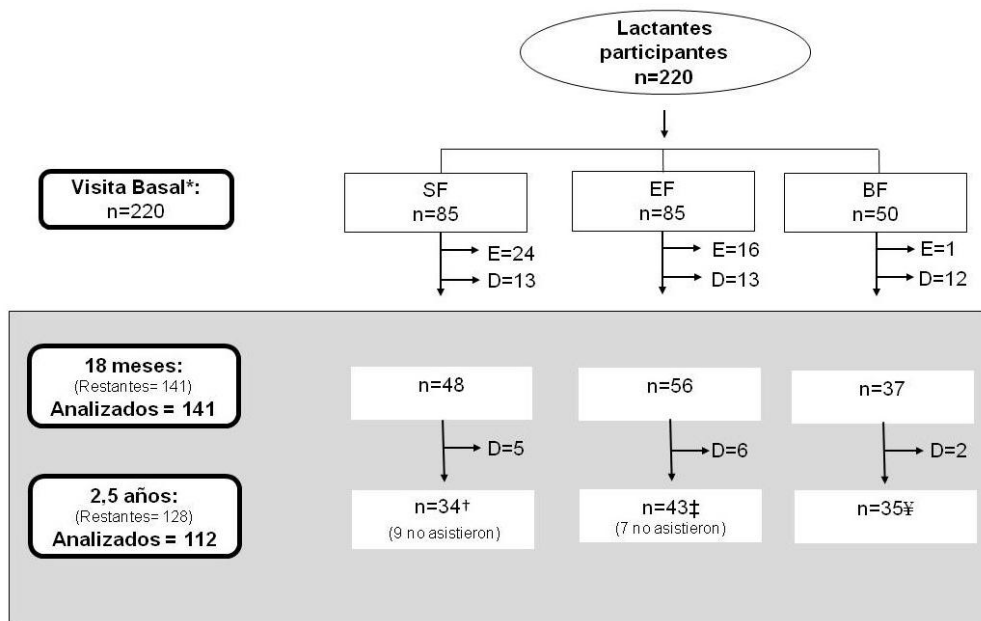 Lactantes
participantes
n=220
Visita Basal*:
n=220
SF
n=85
EF
n=85
BF
n=50
E=24
D=13
E=16
D=13
E=1
D=12
18 meses:
(Restantes= 141)
Analizados = 141
n=48
n=56
n=37
D=5
D=6
D=2
2,5 años:
(Restantes= 128)
Analizados = 112
n=34†
(9 no asistieron)
n=43‡
(7 no asistieron)
n=35¥